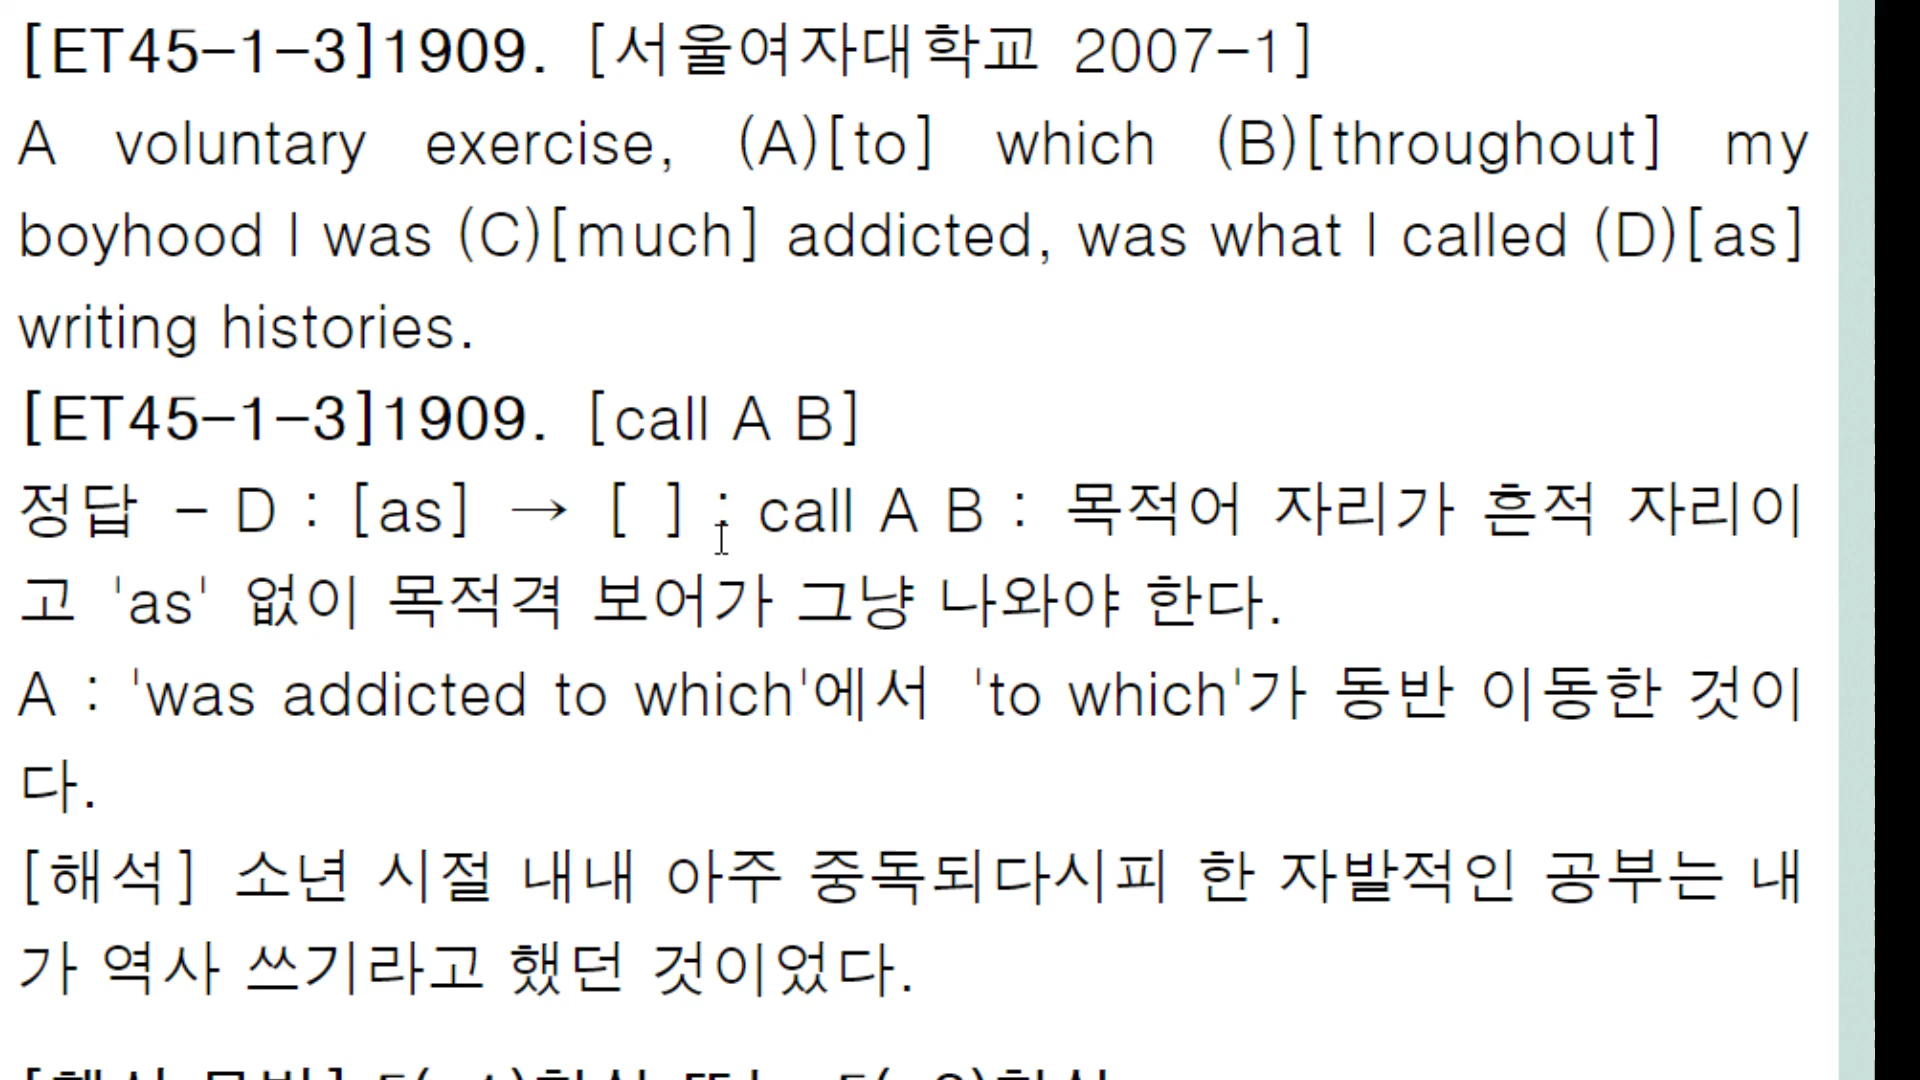 [ET45-1-3]1909. [서울여자대학교 2007-1]
A voluntary exercise, (A)[to] which (B)[throughout] my
boyhood I was (C)[much] addicted, was what I called (D)[as]
writing histories.
[ET45-1-3]1909. [call A B]
정답 - D : [as] → [ ] : call A B : 목적어 자리가 흔적 자리이
고 'as' 없이 목적격 보어가 그냥 나와야 한다.
A : 'was addicted to which'에서 'to which'가 동반 이동한 것이
다.
[해석] 소년 시절 내내 아주 중독되다시피 한 자발적인 공부는 내
가 역사 쓰기라고 했던 것이었다.